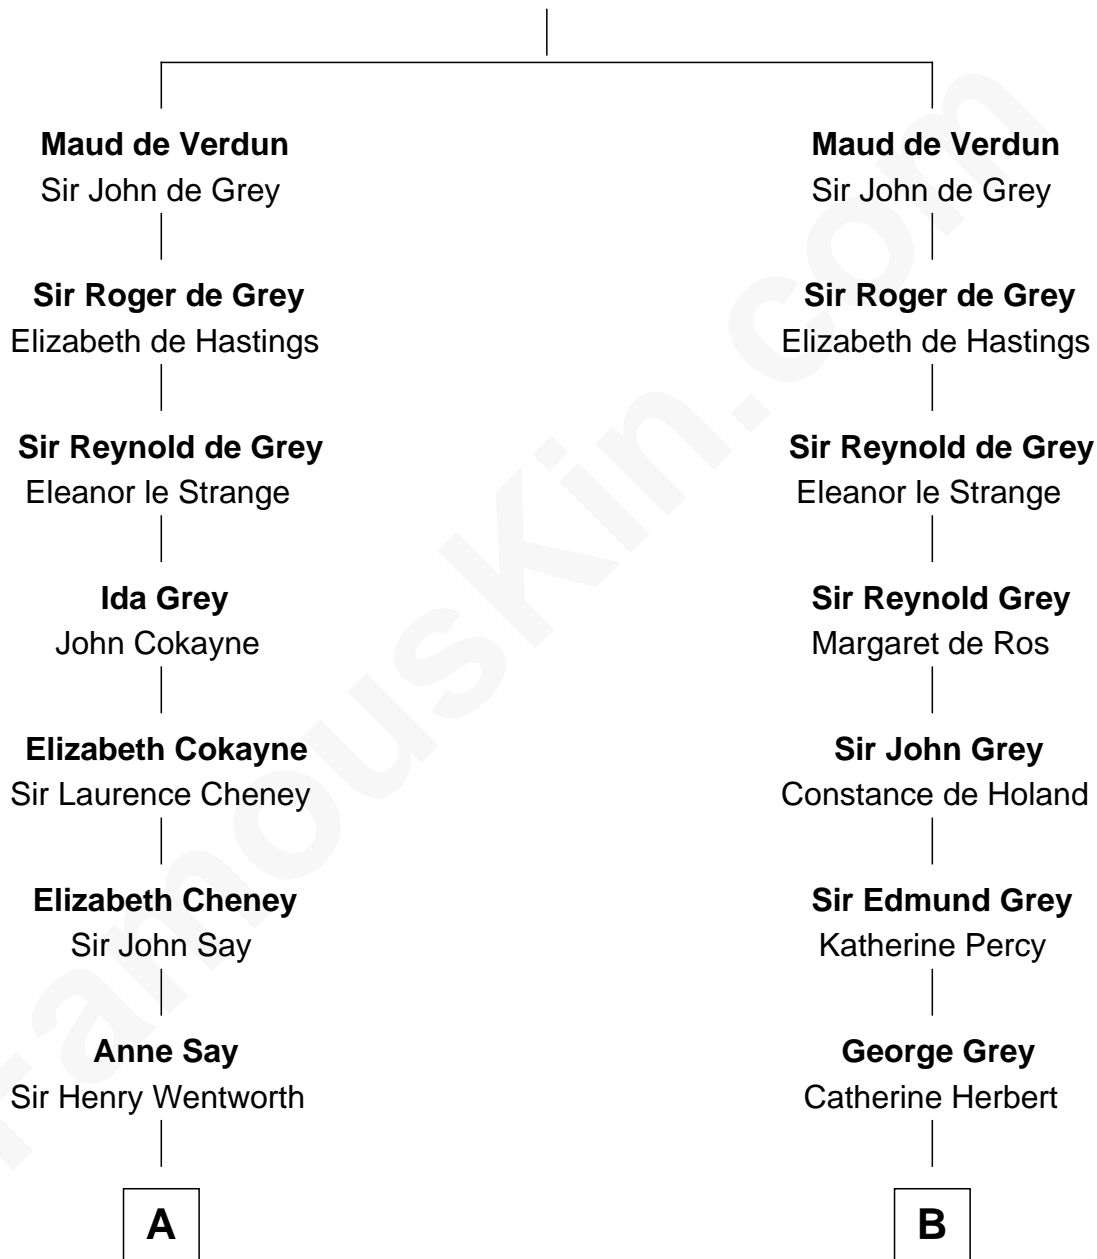 Maud de Verdun
Sir John de Grey
Sir Roger de Grey
Elizabeth de Hastings
Sir Reynold de Grey
Eleanor le Strange
Ida Grey
John Cokayne
Elizabeth Cokayne
Sir Laurence Cheney
Elizabeth Cheney
Sir John Say
Anne Say
Sir Henry Wentworth
A
Maud de Verdun
Sir John de Grey
Sir Roger de Grey
Elizabeth de Hastings
Sir Reynold de Grey
Eleanor le Strange
Sir Reynold Grey
Margaret de Ros
Sir John Grey
Constance de Holand
Sir Edmund Grey
Katherine Percy
George Grey
Catherine Herbert
B
FamousKin.com